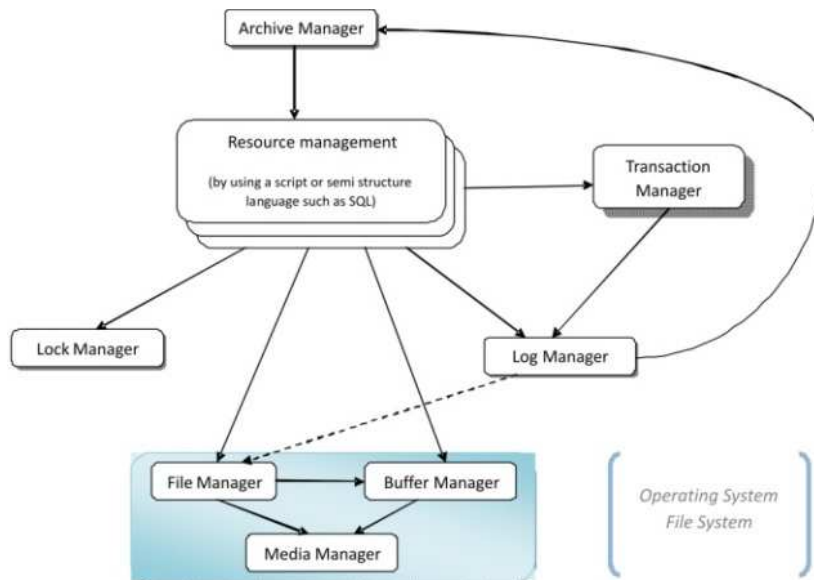 Archive Manager
Resource management
(by using a script or semi structure
language such as SQL)
Transaction
Manager
Lock Manager
Log Manager
File Manager
Buffer Manager
Media Manager
Operating System
File System